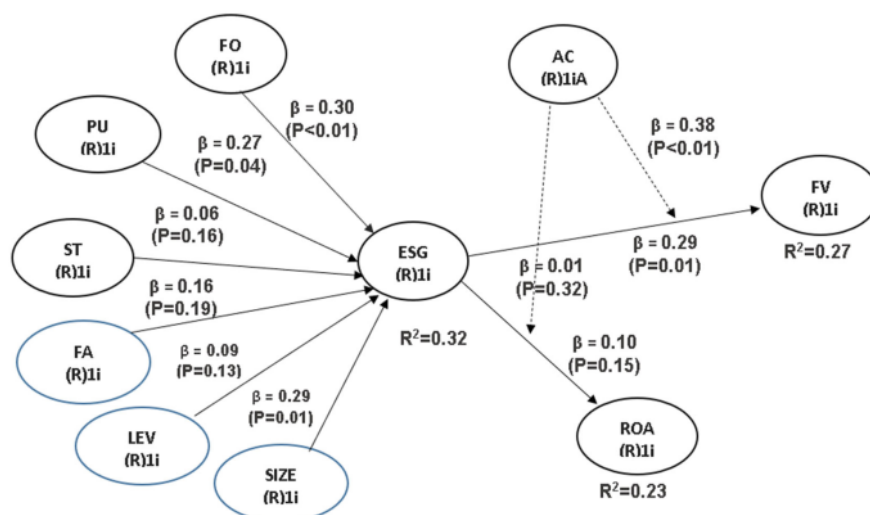 FO
(R)1i
AC
(R)1iA
β = 0.30
(P<0.01)
PU
(R)1i
β = 0.27
(P=0.04)
β = 0.38
(P<0.01)
FV
(R)1i
β = 0.06
(P=0.16)
ST
(R)1i
ESG
(R)1i
β = 0.29
(P=0.01)
R²=0.27
β = 0.16
(P=0.19)
β = 0.01
(P=0.32)
R²=0.32
FA
(R)1i
β = 0.09
(P=0.13)
β = 0.10
(P=0.15)
β = 0.29
(P=0.01)
LEV
(R)1i
ROA
(R)1i
SIZE
(R)1i
R²=0.23